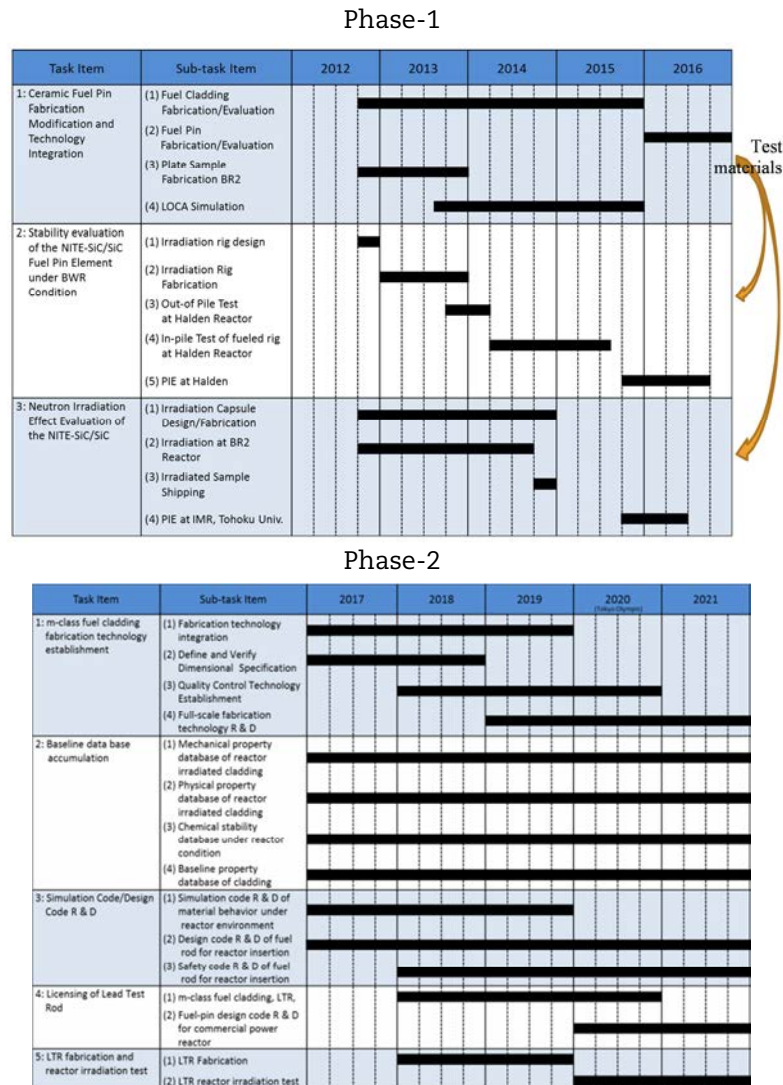 Phase-1
Task Item Sub-task Item 2012 2013 2014 2015 2016
1: Ceramic Fuel Pin
Fabrication
Modification and
Technology
Integration
(1) Fuel Cladding
Fabrication/Evaluation
(2) Fuel Pin
Fabrication/Evaluation
(3) Plate Sample
Fabrication BR2
(4) LOCA Simulation
Test
materials
2: Stability evaluation
of the NITE-SiC/SiC
Fuel Pin Element
under BWR
Condition
(1) Irradiation rig design
(2) Irradiation Rig
Fabrication
(3) Out-of Pile Test
at Halden Reactor
(4) In-pile Test of fueled rig
at Halden Reactor
(5) PIE at Halden
3: Neutron Irradiation
Effect Evaluation of
the NITE-SiC/SiC
(1) Irradiation Capsule
Design/Fabrication
(2) Irradiation at BR2
Reactor
(3) Irradiated Sample
Shipping
(4) PIE at IMR, Tohoku Univ.
Phase-2
Task Item Sub-task Item 2017 2018 2019 2020 2021
(Tokyo Olympic)
1: m-class fuel cladding
fabrication technology
establishment
(1) Fabrication technology
integration
(2) Define and Verify
Dimensional Specification
(3) Quality Control Technology
Establishment
(4) Full-scale fabrication
technology R & D
2: Baseline data base
accumulation
(1) Mechanical property
database of reactor
irradiated cladding
(2) Physical property
database of reactor
irradiated cladding
(3) Chemical stability
database under reactor
condition
(4) Baseline property
database of cladding
3: Simulation Code/Design
Code R & D
(1) Simulation code R & D of
material behavior under
reactor environment
(2) Design code R & D of fuel
rod for reactor insertion
(3) Safety code R & D of fuel
rod for reactor insertion
4: Licensing of Lead Test
Rod
(1) m-class fuel cladding, LTR,
(2) Fuel-pin design code R & D
for commercial power
reactor
5: LTR fabrication and
reactor irradiation test
(1) LTR Fabrication
(2) LTR reactor irradiation test